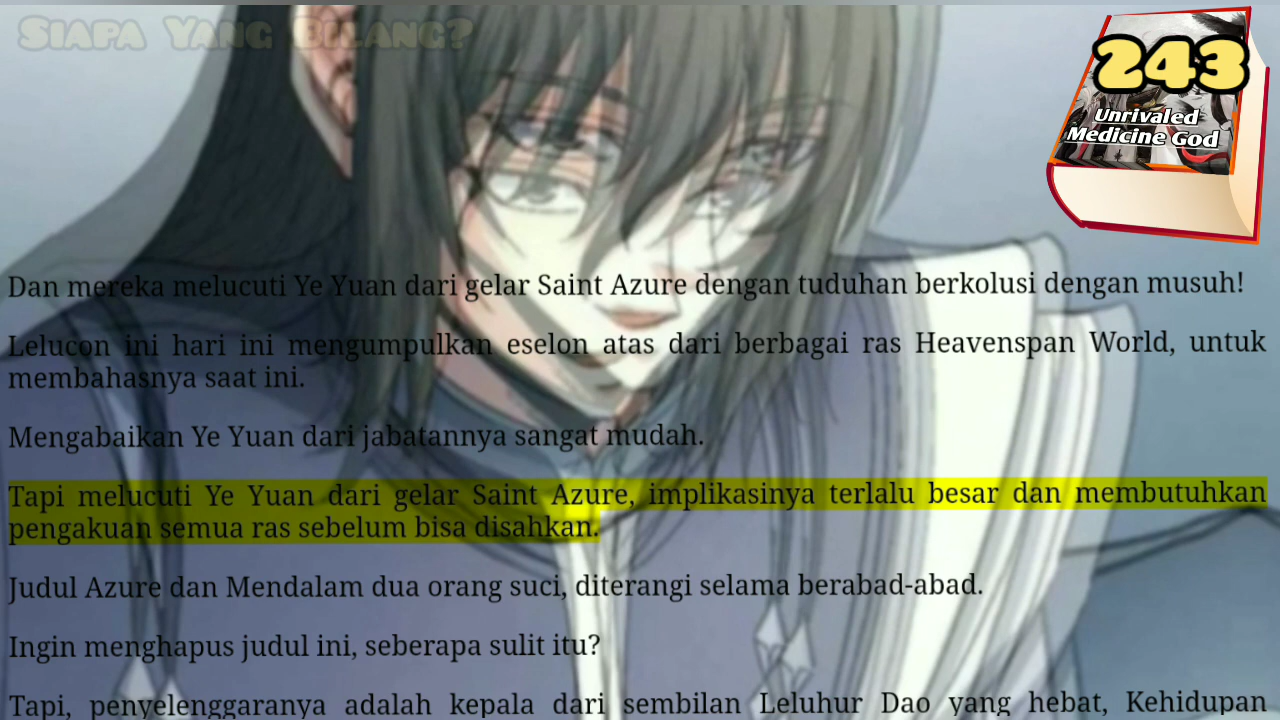 Siapa Yang Bilang?
243
Unrivaled
Medicine God
Dan mereka melucuti Ye Yuan dari gelar Saint Azure dengan tuduhan berkolusi dengan musuh!
Lelucon ini hari ini mengumpulkan eselon atas dari berbagai ras Heavenspan World, untuk
membahasnya saat ini.
Mengabaikan Ye Yuan dari jabatannya sangat mudah.
Tapi melucuti Ye Yuan dari gelar Saint Azure, implikasinya terlalu besar dan membutuhkan
pengakuan semua ras sebelum bisa disahkan.
Judul Azure dan Mendalam dua orang suci, diterangi selama berabad-abad.
Ingin menghapus judul ini, seberapa sulit itu?
Tapi, penyelenggaranya adalah kepala dari sembilan Leluhur Dao yang hebat, Kehidupan